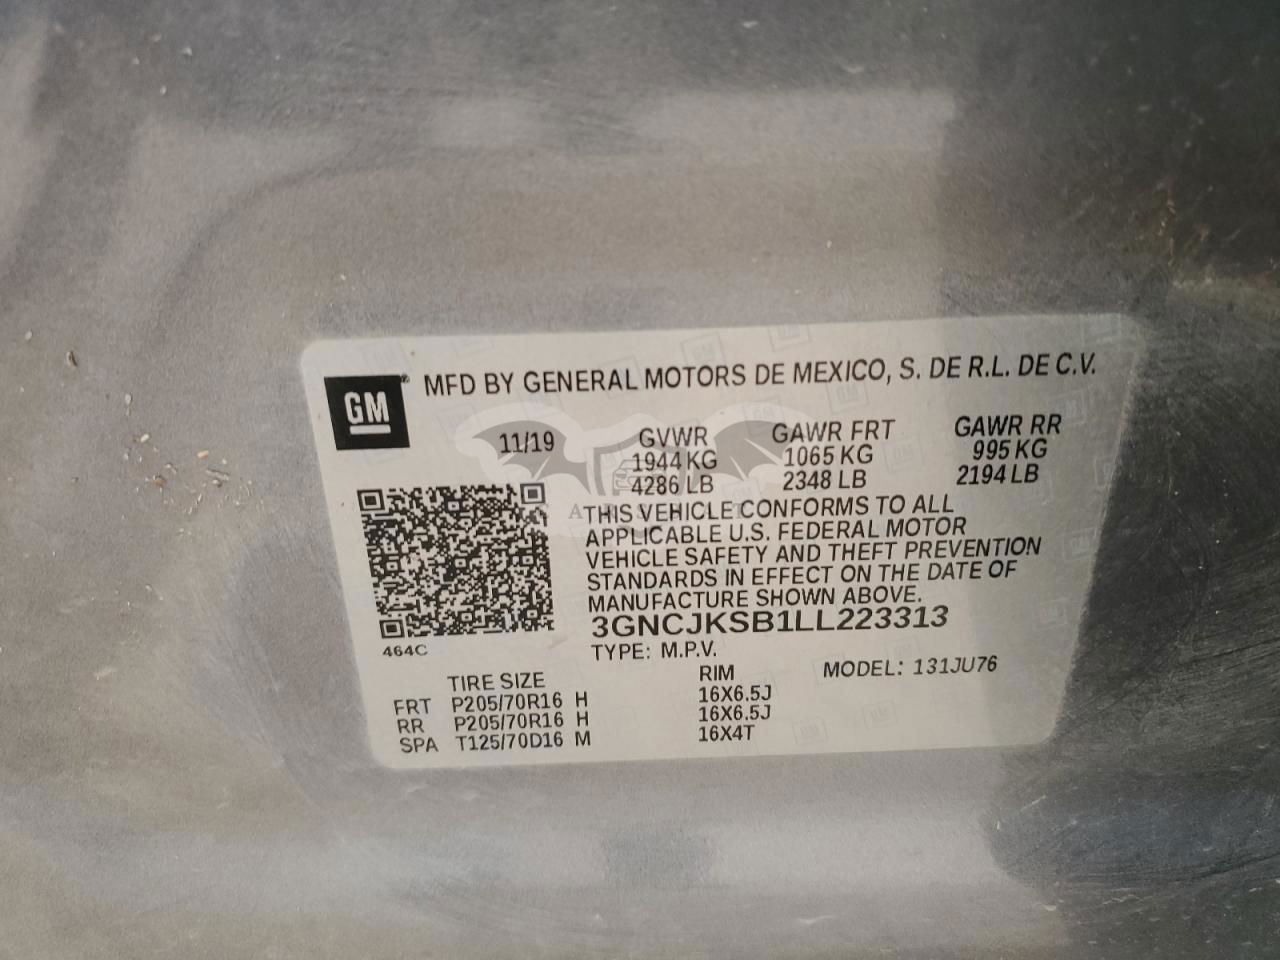 GM
MFD BY GENERAL MOTORS DE MEXICO, S. DE R.L. DE C.V.
11/19 GVWR GAWR FRT GAWR RR
1944 KG 1065 KG 995 KG
4286 LB 2348 LB 2194 LB
THIS VEHICLE CONFORMS TO ALL
APPLICABLE U.S. FEDERAL MOTOR
VEHICLE SAFETY AND THEFT PREVENTION
STANDARDS IN EFFECT ON THE DATE OF
MANUFACTURE SHOWN ABOVE.
3GNCJKSB1LL223313
464C
TYPE: M.P.V. MODEL: 131JU76
TIRE SIZE RIM
FRT P205/70R16 H 16X6.5J
RR P205/70R16 H 16X6.5J
SPA T125/70D16 M 16X4T